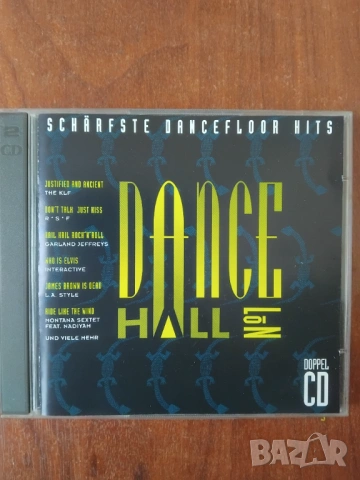 2
CD
SCHÄRFSTE DANCEFLOOR HITS
JUSTIFIED AND ANCIENT
THE KLF
DON'T TALK JUST KISS
R*S*F
HAIL HAIL ROCK'N'ROLL
GARLAND JEFFREYS
WHO IS ELVIS
INTERACTIVE
JAMES BROWN IS DEAD
L.A. STYLE
RIDE LIKE THE WIND
MONTANA SEXTET
FEAT. NADIYAH
UND VIELE MEHR
DANCE
HALL
NO1
DOPPEL
CD
BAZAR
bg